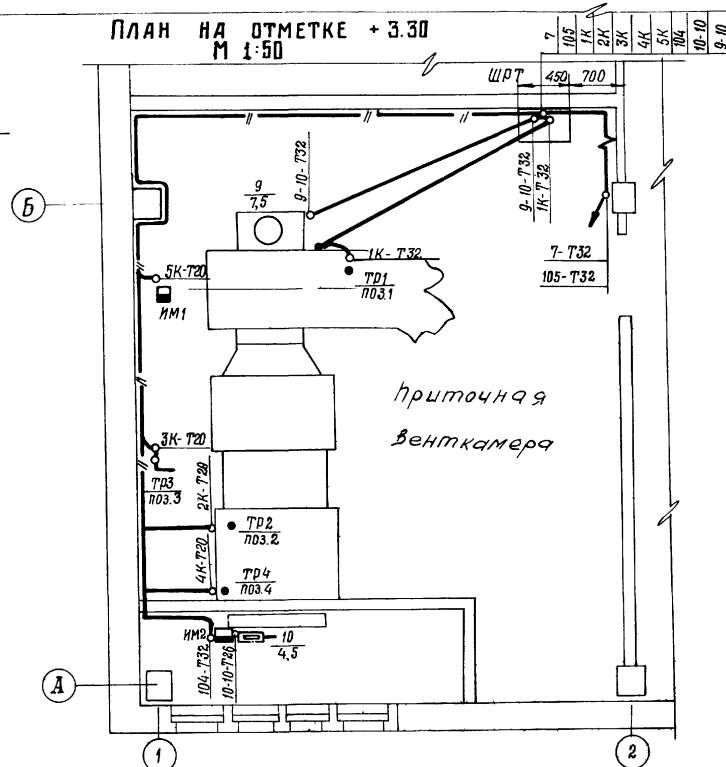 План на отметке + 3.30
М 1:50
7
105
1К
2К
3К
4К
5К
104
10-10
9-10
ШРТ
450
700
9-10-Т32
9-10-Т32
1К-Т32
Б
9
7,5
1К-Т32
ТР1
поз.1
7-Т32
105-Т32
5К-Т20
ИМ1
Приточная
венткамера
3К-Т20
ТР3
поз.3
2К-Т20
ТР2
поз.2
4К-Т20
ТР4
поз.4
ИМ2
104-Т32
10-10-Т26
10
4,5
А
1
2